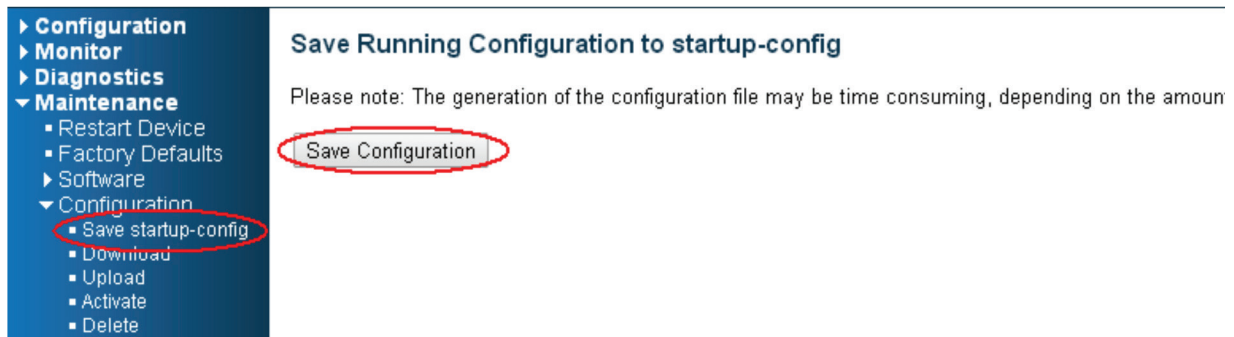 Configuration
Monitor
Diagnostics
Maintenance
Restart Device
Factory Defaults
Software
Configuration
Save startup-config
Download
Upload
Activate
Delete
Save Running Configuration to startup-config
Please note: The generation of the configuration file may be time consuming, depending on the amoun
Save Configuration